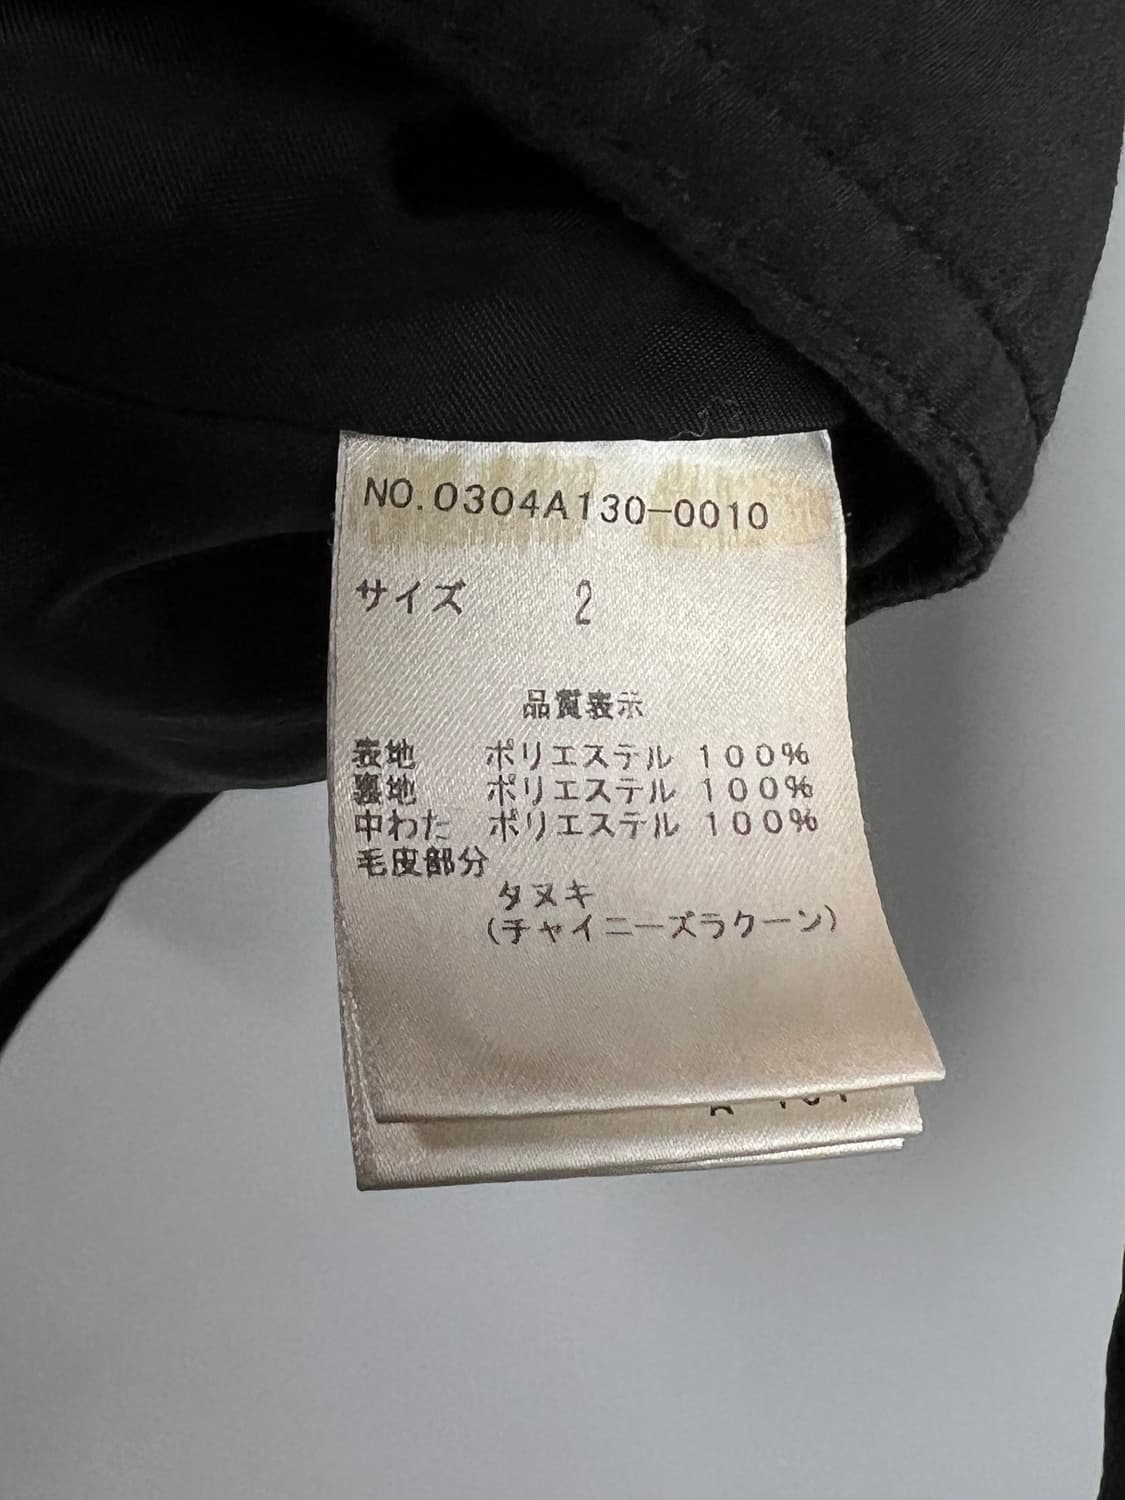 NO.0304A130-0010
サイズ 2
品質表示
表地 ポリエステル 100%
裏地 ポリエステル 100%
中わた ポリエステル 100%
毛皮部分
タヌキ
(チャイニーズラクーン)